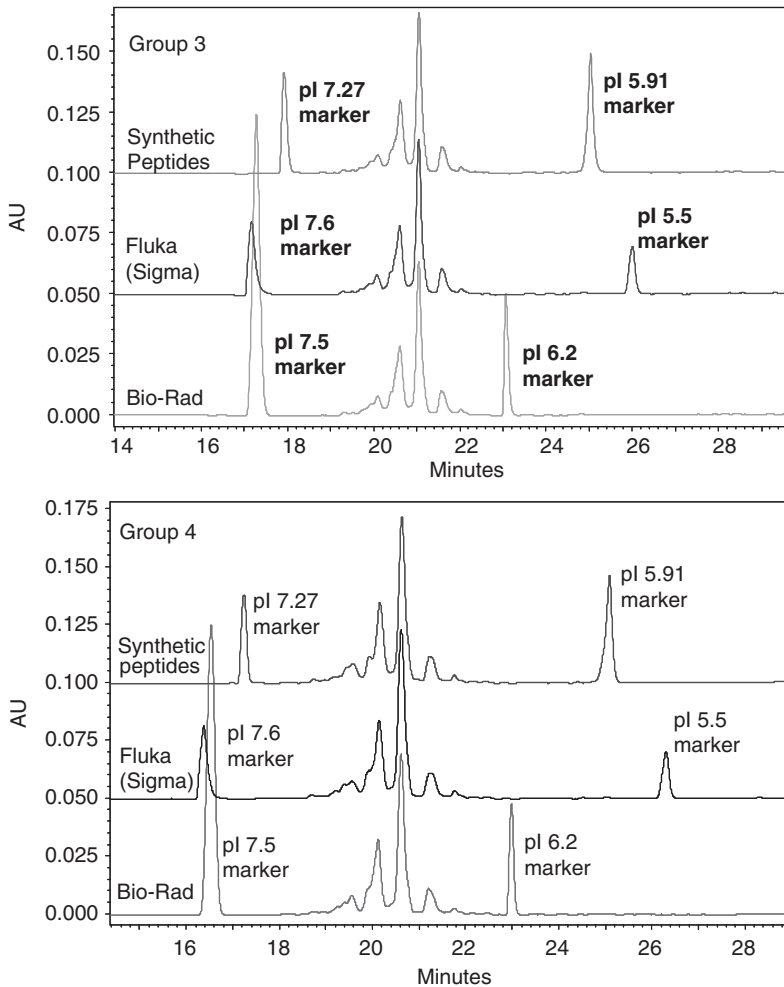 Group 3
0.150
0.125
0.100
0.075
0.050
0.025
0.000
AU
Synthetic
Peptides
pI 7.27
marker
pI 5.91
marker
Fluka
(Sigma)
pI 7.6
marker
pI 5.5
marker
Bio-Rad
pI 7.5
marker
pI 6.2
marker
14 16 18 20 22 24 26 28
Minutes
Group 4
0.175
0.150
0.125
0.100
0.075
0.050
0.025
0.000
AU
Synthetic
peptides
pI 7.27
marker
pI 5.91
marker
Fluka
(Sigma)
pI 7.6
marker
pI 5.5
marker
Bio-Rad
pI 7.5
marker
pI 6.2
marker
16 18 20 22 24 26 28
Minutes